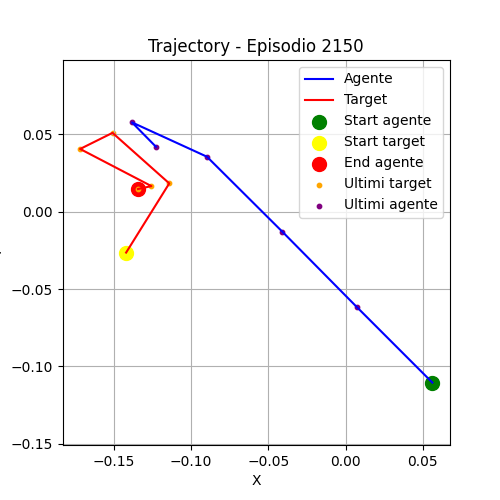 Trajectory - Episodio 2150
Agente
Target
Start agente
Start target
End agente
Ultimi target
Ultimi agente
0.05
0.00
−0.05
−0.10
−0.15
−0.15
−0.10
−0.05
0.00
0.05
X